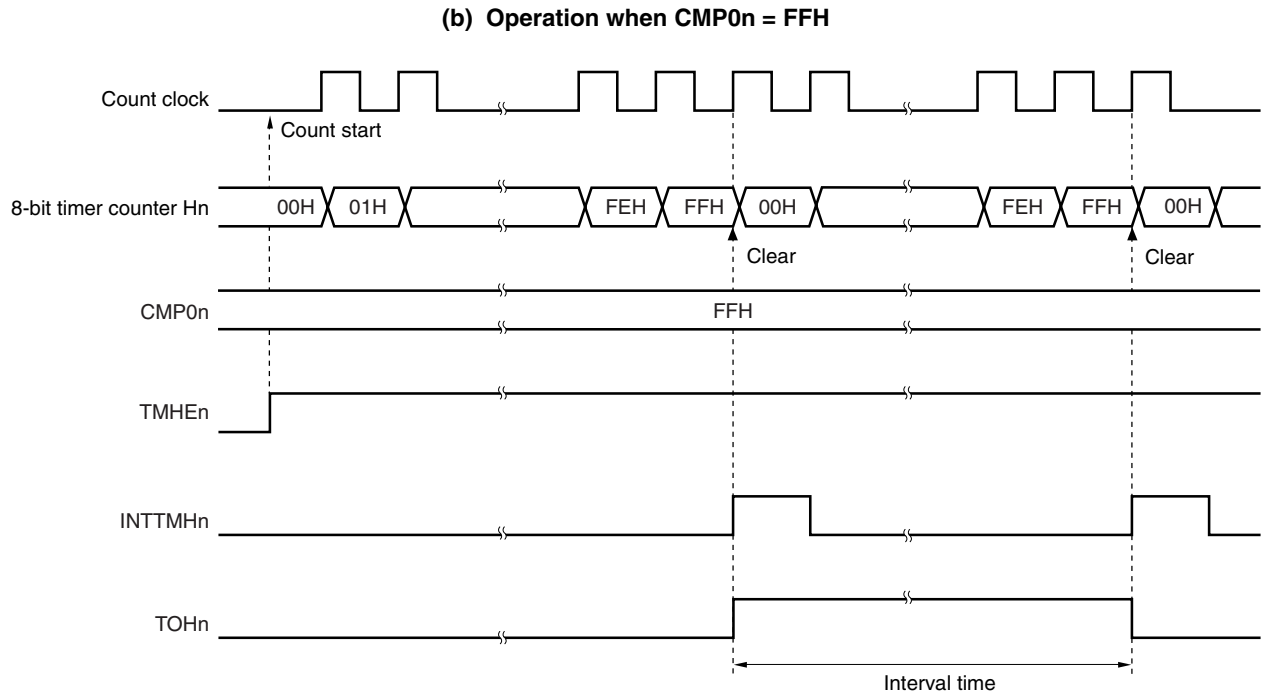 (b) Operation when CMP0n = FFH
Count clock
Count start
8-bit timer counter Hn
00H 01H FEH FFH 00H FEH FFH 00H
Clear Clear
CMP0n FFH
TMHEn
INTTMHn
TOHn
Interval time